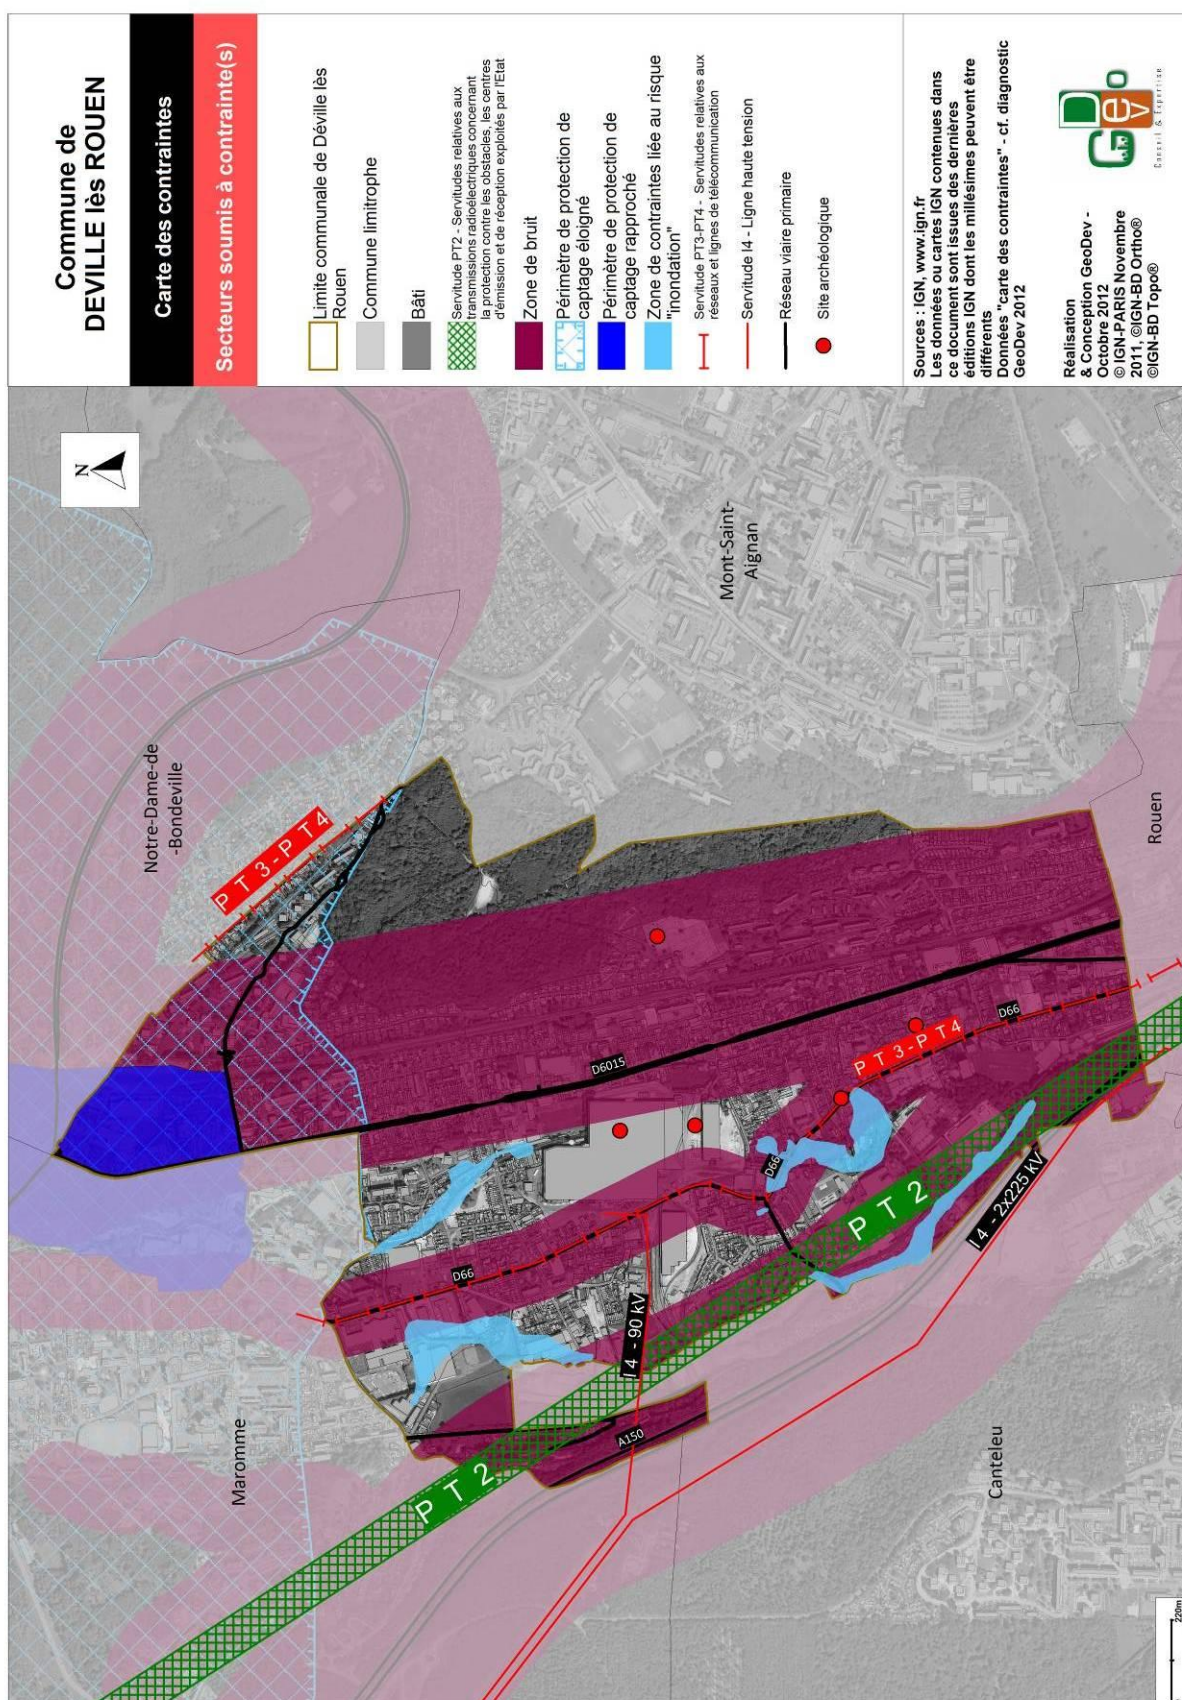 Commune de
DEVILLE lès ROUEN
Carte des contraintes
Secteurs soumis à contrainte(s)
Limite communale de Déville lès
Rouen
Commune limitrophe
Bâti
Servitude PT2 - Servitudes relatives aux
transmissions radioélectriques concernant
la protection contre les obstacles, les centres
d'émission et de réception exploités par l'Etat
Zone de bruit
Périmètre de protection de
captage éloigné
Périmètre de protection de
captage rapproché
Zone de contraintes liée au risque
"inondation"
Servitude PT3-PT4 - Servitudes relatives aux
réseaux et lignes de télécommunication
Servitude I4 - Ligne haute tension
Réseau viaire primaire
Site archéologique
Sources : IGN, www.ign.fr
Les données ou cartes IGN contenues dans
ce document sont issues des dernières
éditions IGN dont les millésimes peuvent être
différents
Données "carte des contraintes" - cf. diagnostic
GeoDev 2012
Réalisation
& Conception GeoDev -
Octobre 2012
© IGN-PARIS Novembre
2011, ©IGN-BD Ortho®
©IGN-BD Topo®
GeoDev
Conseil & Expertise
N
Notre-Dame-de
-Bondeville
PT3-PT4
Mont-Saint-
Aignan
Rouen
D6015
D66
PT3-PT4
D66
D66
PT2
I4 - 2x225 kV
I4 - 90 kV
A150
PT2
Maromme
Canteleu
220m